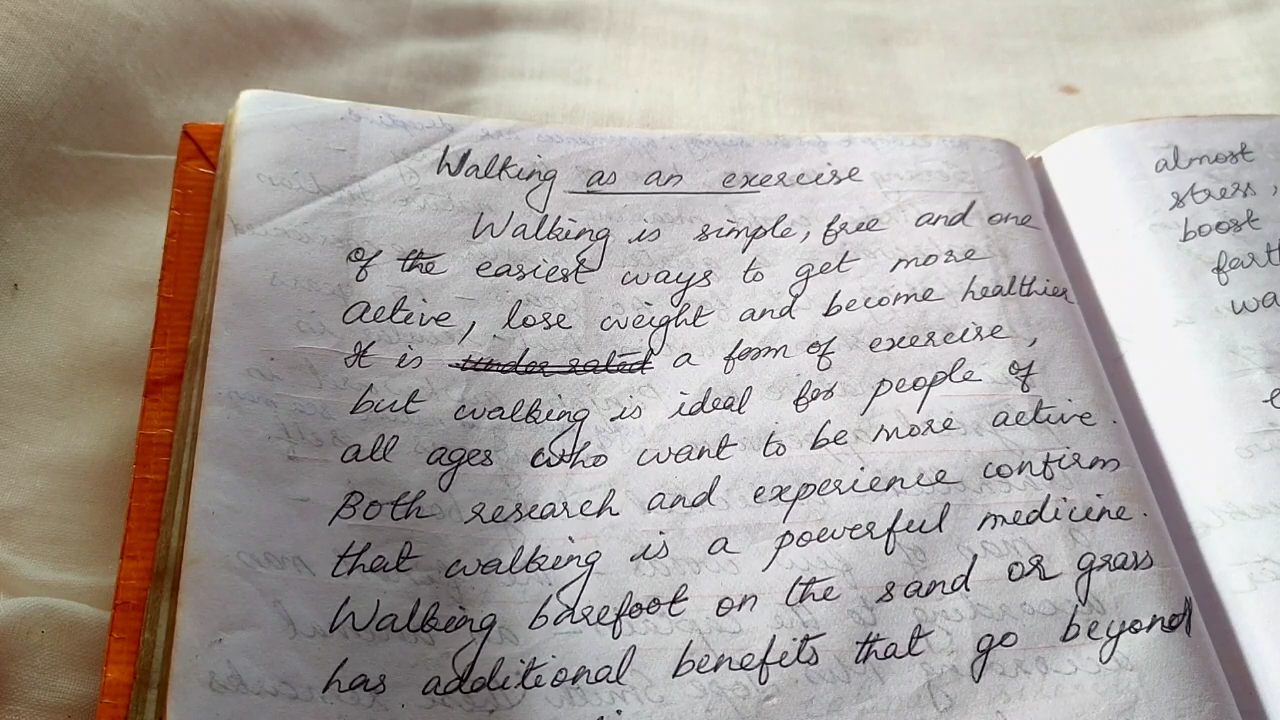 Walking as an exercise
Walking is simple, free and one
of the easiest ways to get more
active, lose weight and become healthier
It is under rated a form of exercise,
but walking is ideal for people of
all ages who want to be more active.
Both research and experience confirm
that walking is a powerful medicine.
Walking barefoot on the sand or grass
has additional benefits that go beyond
almost
stress,
boost